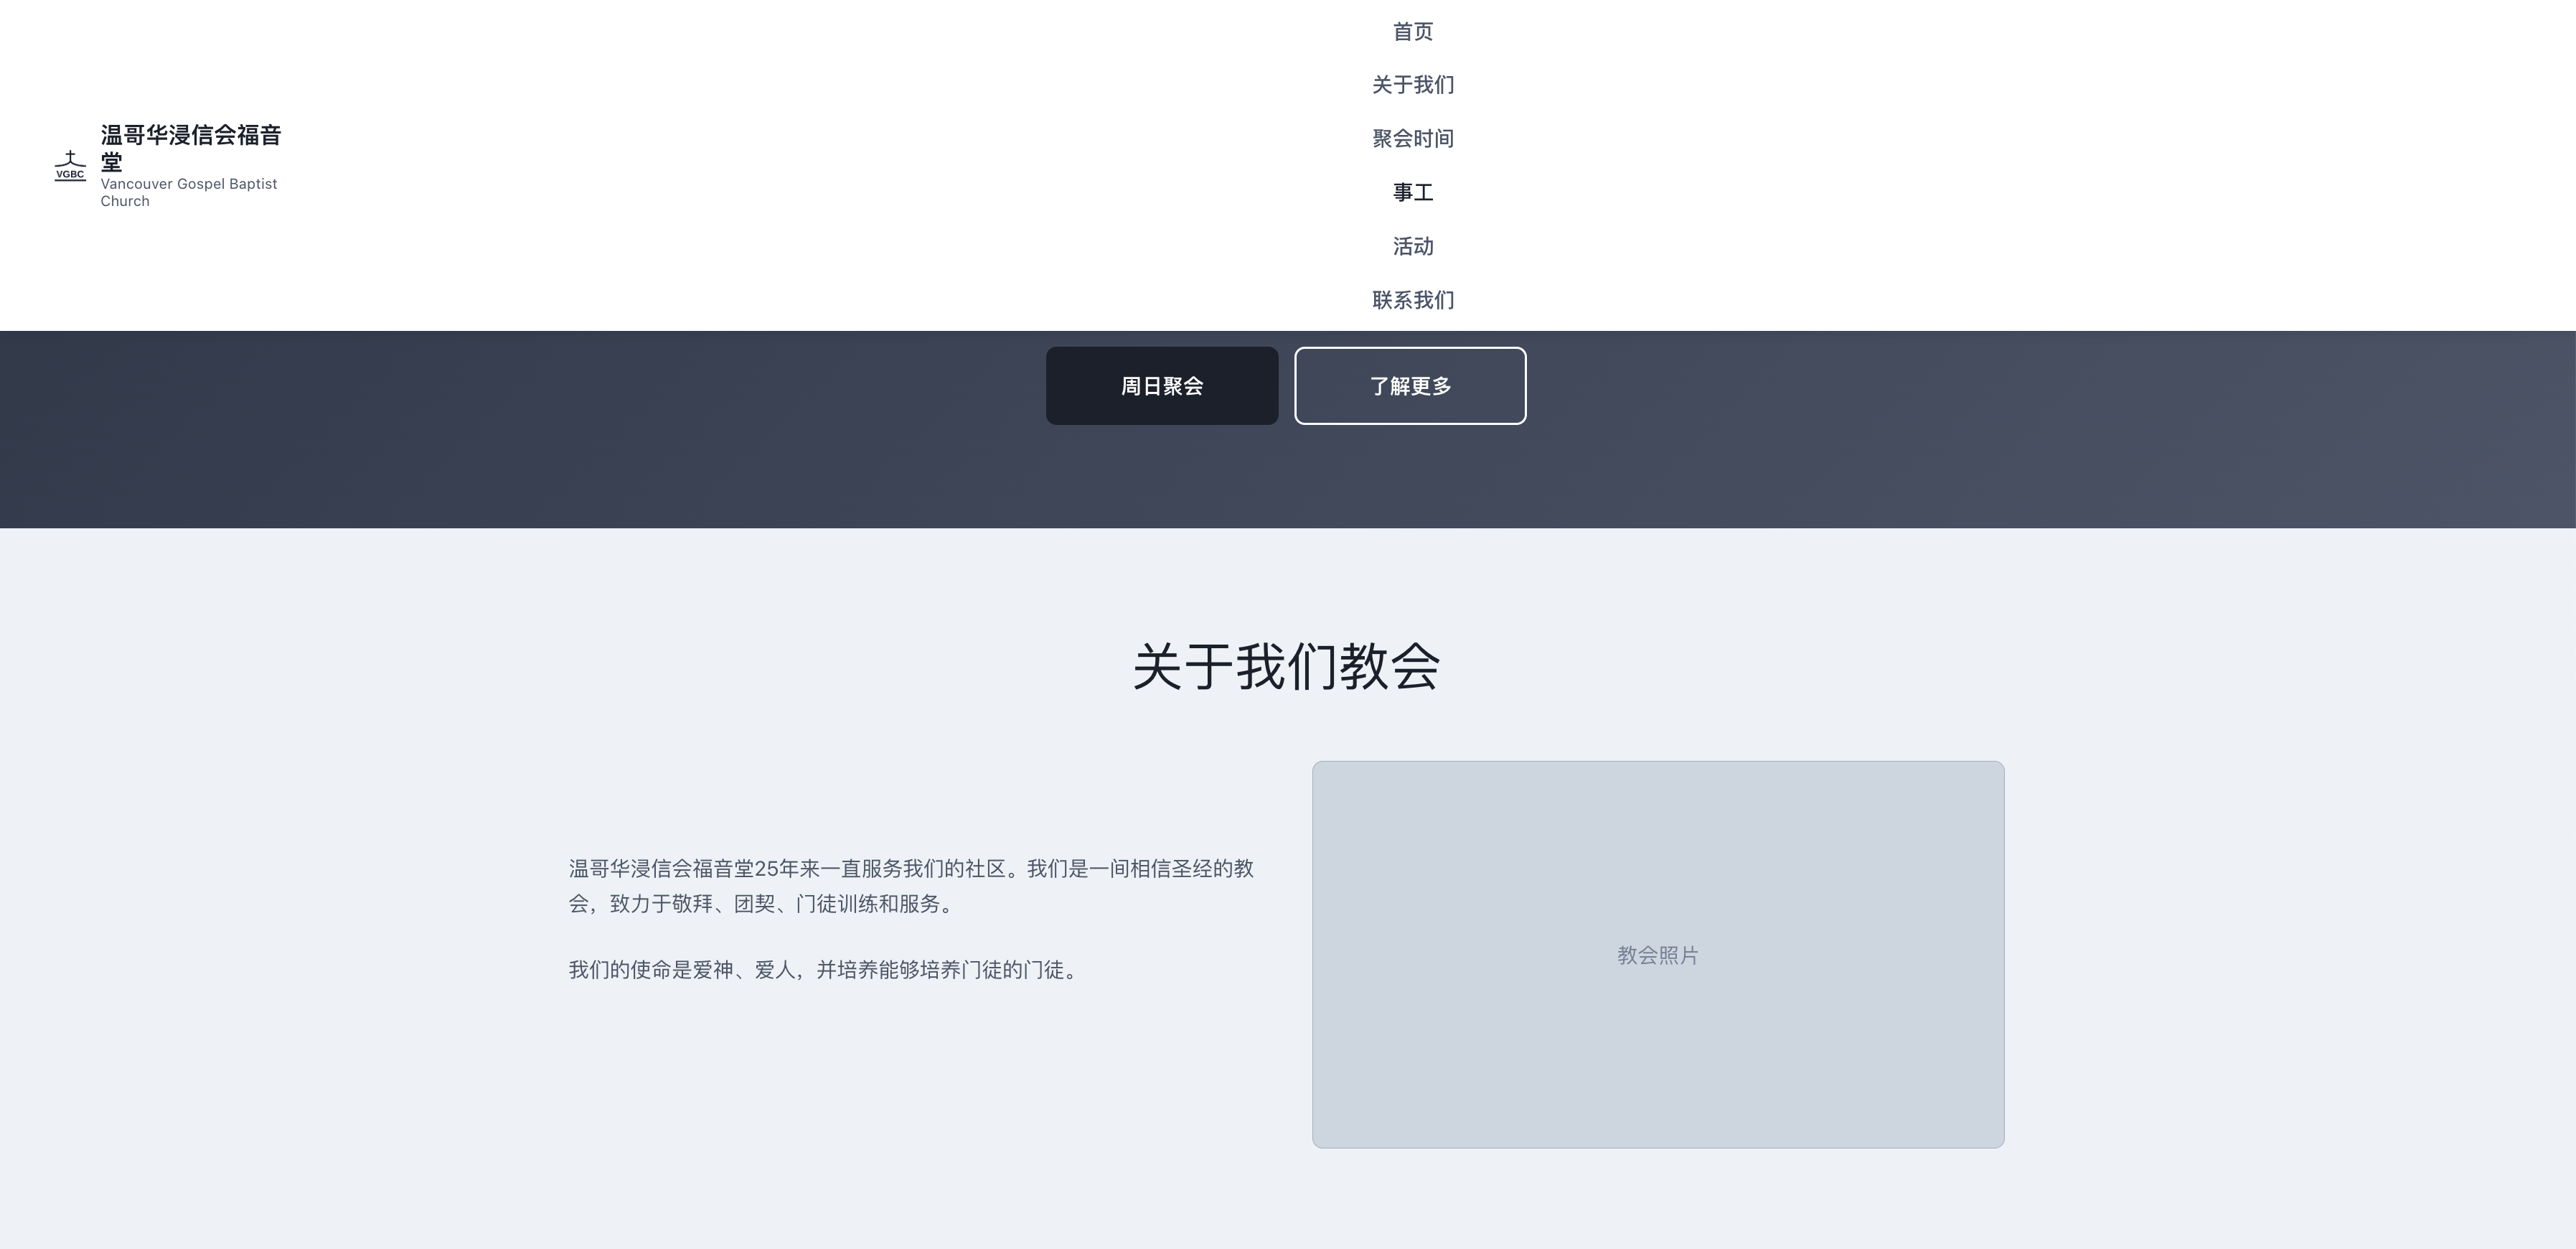 首页
关于我们
聚会时间
事工
活动
联系我们
VGBC
温哥华浸信会福音
堂
Vancouver Gospel Baptist
Church
周日聚会
了解更多
关于我们教会
温哥华浸信会福音堂25年来一直服务我们的社区。我们是一间相信圣经的教
会，致力于敬拜、团契、门徒训练和服务。
我们的使命是爱神、爱人，并培养能够培养门徒的门徒。
教会照片